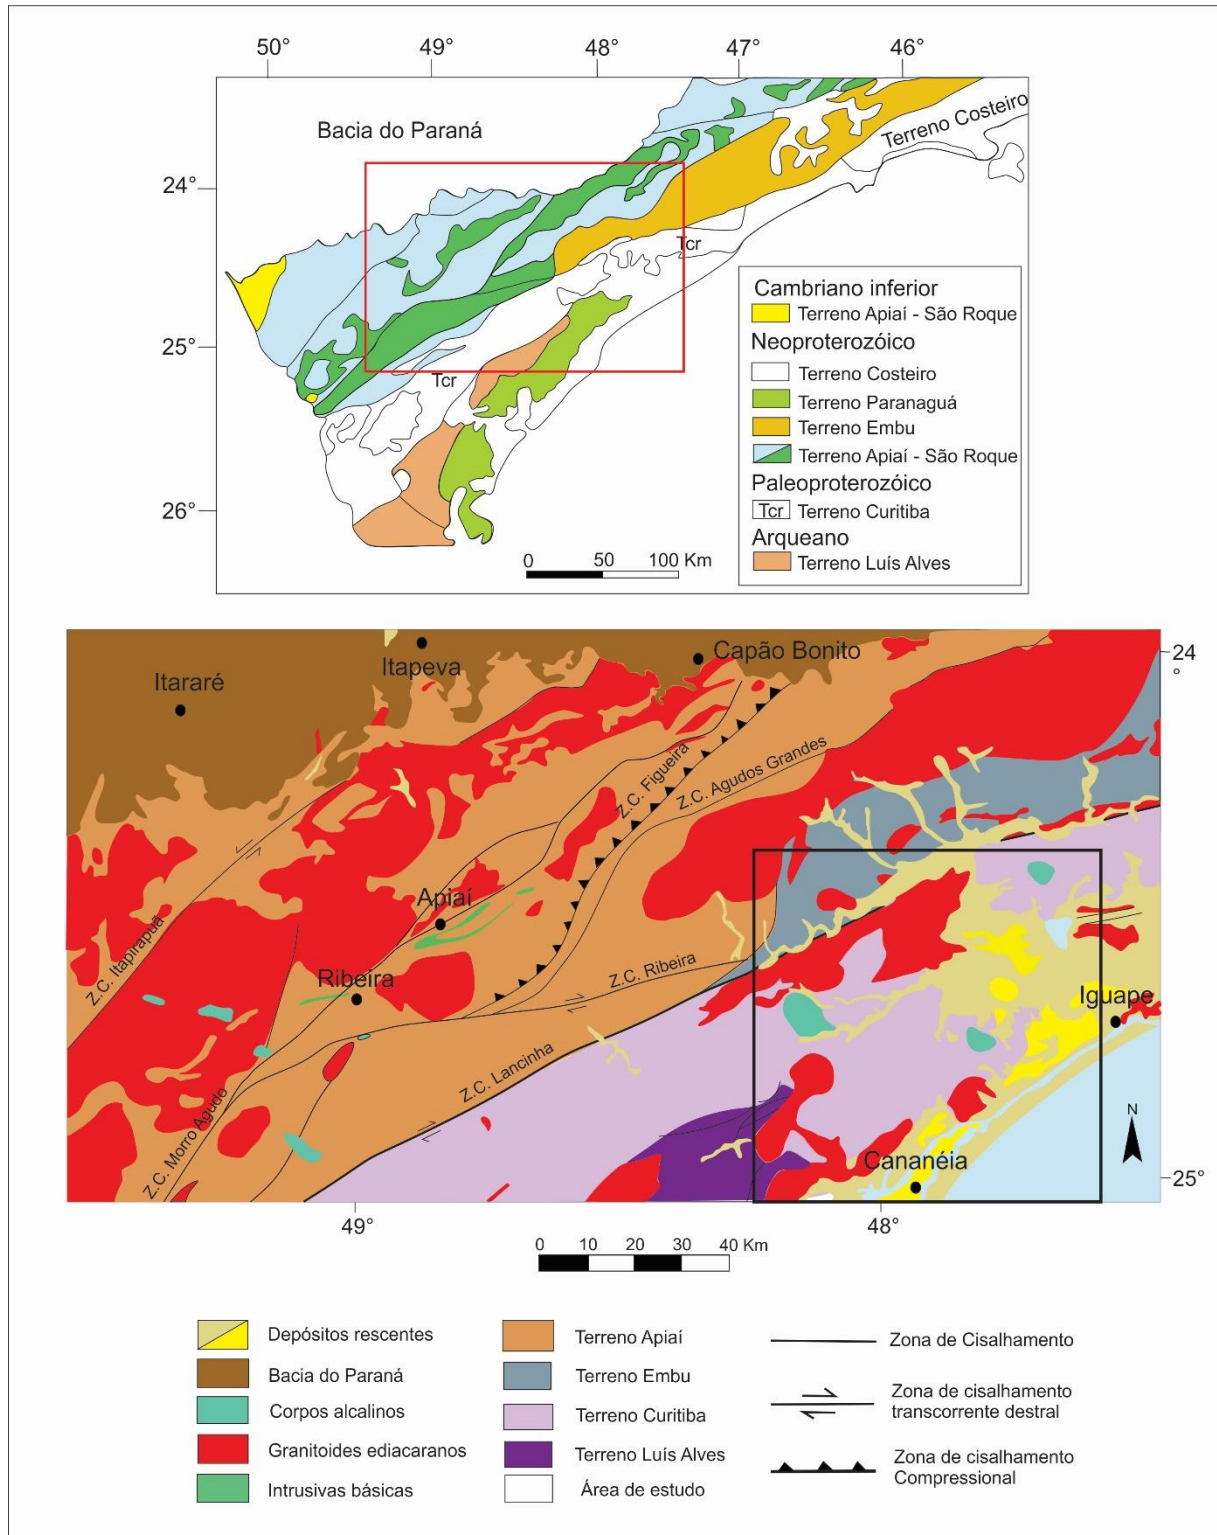 50° 49° 48° 47° 46°
Bacia do Paraná
Terreno Costeiro
24°
Tcr
25°
Tcr
26°
0 50 100 Km
Cambriano inferior
Terreno Apiaí - São Roque
Neoproterozóico
Terreno Costeiro
Terreno Paranaguá
Terreno Embu
Terreno Apiaí - São Roque
Paleoproterozóico
Tcr Terreno Curitiba
Arqueano
Terreno Luís Alves
24
°
Capão Bonito
Itapeva
Itararé
Z.C. Figueira
Z.C. Agudos Grandes
Apiaí
Z.C. Itapirapuã
Ribeira
Z.C. Ribeira
Iguape
Z.C. Lancinha
Z.C. Morro Agudo
N
Cananéia
25°
49° 48°
0 10 20 30 40 Km
Depósitos rescentes
Bacia do Paraná
Corpos alcalinos
Granitoides ediacaranos
Intrusivas básicas
Terreno Apiaí
Terreno Embu
Terreno Curitiba
Terreno Luís Alves
Área de estudo
Zona de Cisalhamento
Zona de cisalhamento
transcorrente destral
Zona de cisalhamento
Compressional